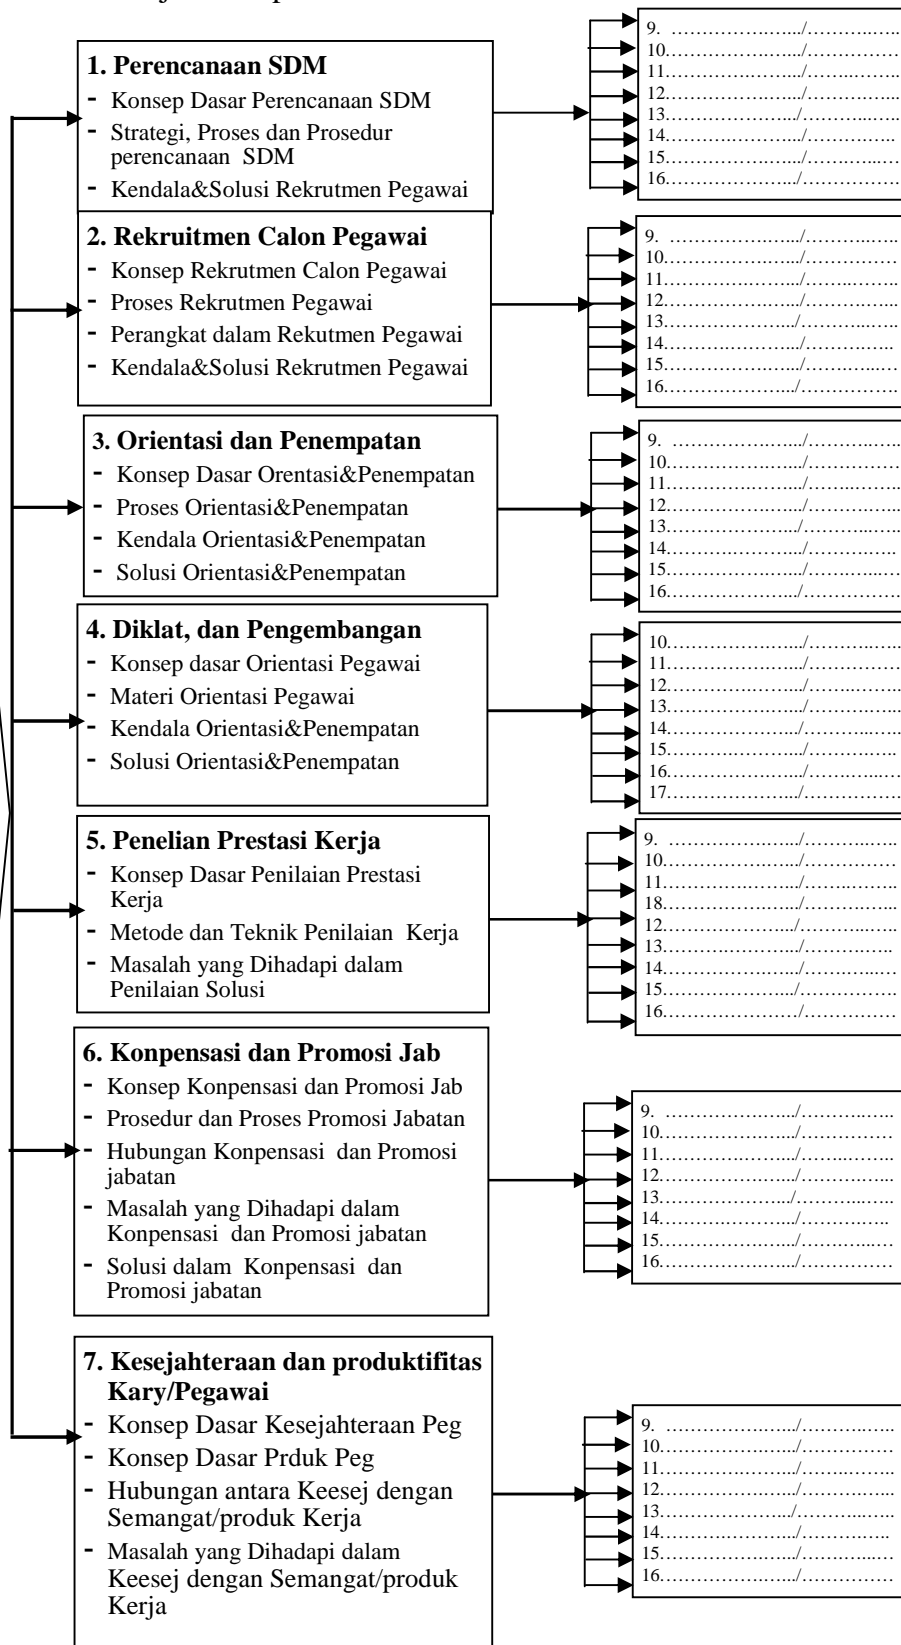 1. Perencanaan SDM
- Konsep Dasar Perencanaan SDM
- Strategi, Proses dan Prosedur
perencanaan SDM
- Kendala&Solusi Rekrutmen Pegawai
9. …………………../………..…..
10…………………../……………
11…………………../……..……..
12…………………../……………
13…………………../………..…..
14…………………../…………..
15…………………../………..…
16…………………./…………….
2. Rekruitmen Calon Pegawai
- Konsep Rekrutmen Calon Pegawai
- Proses Rekrutmen Pegawai
- Perangkat dalam Rekutmen Pegawai
- Kendala&Solusi Rekrutmen Pegawai
9. …………………../………..…..
10…………………../……………
11…………………../……..……..
12…………………../……………
13…………………./………..…..
14…………………../…………..
15…………………../………..…
16…………………./…………….
3. Orientasi dan Penempatan
- Konsep Dasar Orentasi&Penempatan
- Proses Orientasi&Penempatan
- Kendala Orientasi&Penempatan
- Solusi Orientasi&Penempatan
9. …………………../………..…..
10…………………../……………
11…………………../……..……..
12…………………../……………
13…………………./………..…..
14…………………../…………..
15…………………../………..…
16…………………./…………….
4. Diklat, dan Pengembangan
- Konsep dasar Orientasi Pegawai
- Materi Orientasi Pegawai
- Kendala Orientasi&Penempatan
- Solusi Orientasi&Penempatan
10…………………../……………
11…………………../……………
12…………………../……..……..
13…………………../……………
14…………………../………..…..
15…………………../…………..
16…………………../………..…
17…………………./…………….
5. Penelian Prestasi Kerja
- Konsep Dasar Penilaian Prestasi
Kerja
- Metode dan Teknik Penilaian Kerja
- Masalah yang Dihadapi dalam
Penilaian Solusi
9. …………………../………..…..
10…………………../……………
11…………………../……..……..
18…………………../……………
12…………………../………..…..
13…………………../…………..
14…………………../………..…
15…………………./…………….
16…………………./……………
6. Konpensasi dan Promosi Jab
- Konsep Konpensasi dan Promosi Jab
- Prosedur dan Proses Promosi Jabatan
- Hubungan Konpensasi dan Promosi
jabatan
- Masalah yang Dihadapi dalam
Konpensasi dan Promosi jabatan
- Solusi dalam Konpensasi dan
Promosi jabatan
9. …………………./…………..
10…………………../……………
11…………………../……..……..
12…………………../……………
13…………………./………..…..
14…………………../…………..
15…………………../………..…
16…………………../……………
7. Kesejahteraan dan produktifitas
Kary/Pegawai
- Konsep Dasar Kesejahteraan Peg
- Konsep Dasar Prduk Peg
- Hubungan antara Keesej dengan
Semangat/produk Kerja
- Masalah yang Dihadapi dalam
Keesej dengan Semangat/produk
Kerja
9. …………………../………..…..
10…………………../……………
11…………………../……..……..
12…………………../……………
13…………………./………..…..
14…………………../…………..
15…………………../………..…
16…………………../……………